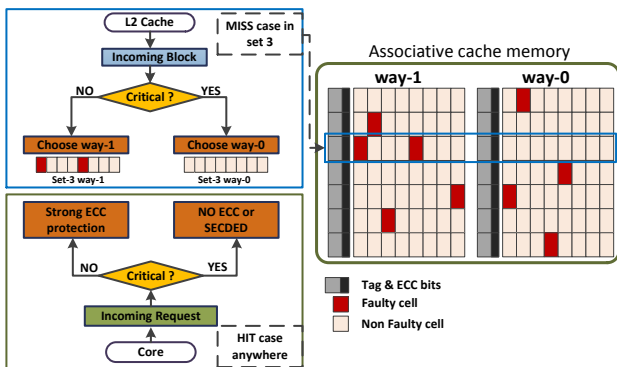 L2 Cache
Incoming Block
NO
Critical ?
YES
Choose way-1
Choose way-0
Set-3 way-1
Set-3 way-0
MISS case in
set 3
Strong ECC
protection
NO ECC or
SECDED
NO
Critical ?
YES
Incoming Request
Core
HIT case
anywhere
Associative cache memory
way-1
way-0
Tag & ECC bits
Faulty cell
Non Faulty cell